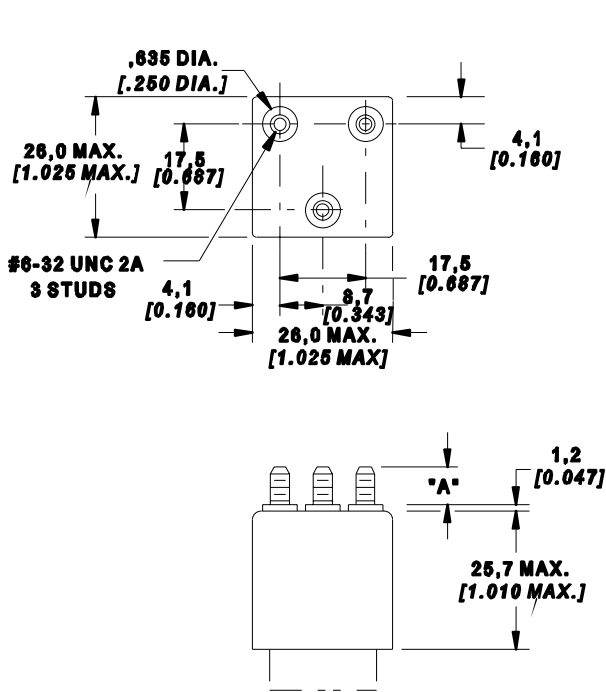 ,635 DIA.
[.250 DIA.]
26,0 MAX.
[1.025 MAX.]
17,5
[0.687]
4,1
[0.160]
#6-32 UNC 2A
3 STUDS
4,1
[0.160]
17,5
[0.687]
8,7
[0.343]
26,0 MAX.
[1.025 MAX]
"A"
1,2
[0.047]
25,7 MAX.
[1.010 MAX.]